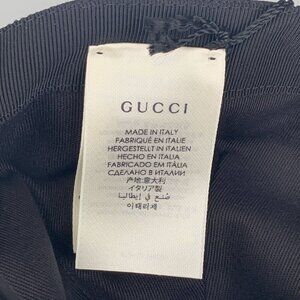 GUCCI
MADE IN ITALY
FABRIQUÉ EN ITALIE
HERGESTELLT IN ITALIEN
HECHO EN ITALIA
FABRICADO EM ITÁLIA
СДЕЛАНО В ИТАЛИИ
产地:意大利
イタリア製
صنع في إيطاليا
이태리제